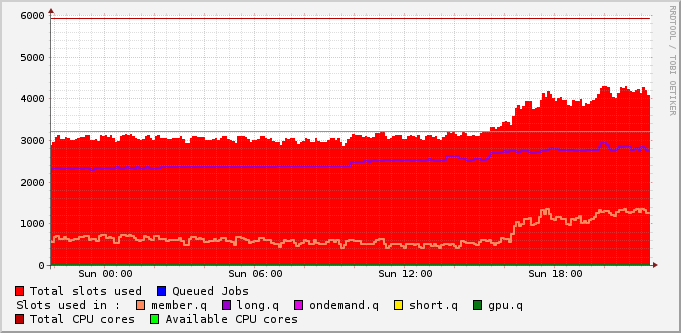 RRDTOOL / TOBI OETIKER
6000
5000
4000
3000
2000
1000
0
Sun 00:00 Sun 06:00 Sun 12:00 Sun 18:00
Total slots used Queued Jobs
Slots used in : member.q long.q ondemand.q short.q gpu.q
Total CPU cores Available CPU cores